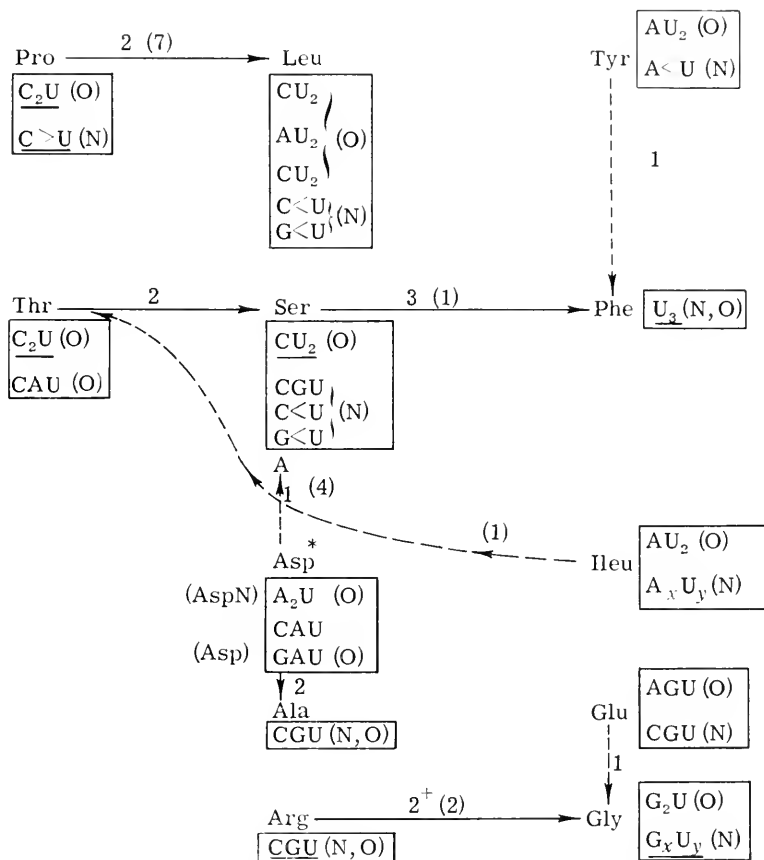 Pro 2 (7) Leu
C₂U (O)
C>U (N)
CU₂
AU₂ (O)
CU₂
C<U
G<U (N)
Tyr
AU₂ (O)
A<U (N)
1
Thr 2 Ser 3 (1) Phe U₃ (N, O)
C₂U (O)
CAU (O)
CU₂ (O)
CGU
C<U (N)
G<U
A
1 (4)
(1)
Asp*
(AspN) A₂U (O)
CAU
(Asp) GAU (O)
2
Ala
CGU (N, O)
Ileu
AU₂ (O)
AₓUᵧ (N)
Glu
AGU (O)
CGU (N)
1
Arg 2⁺ (2) Gly
CGU (N, O)
G₂U (O)
GₓUᵧ (N)